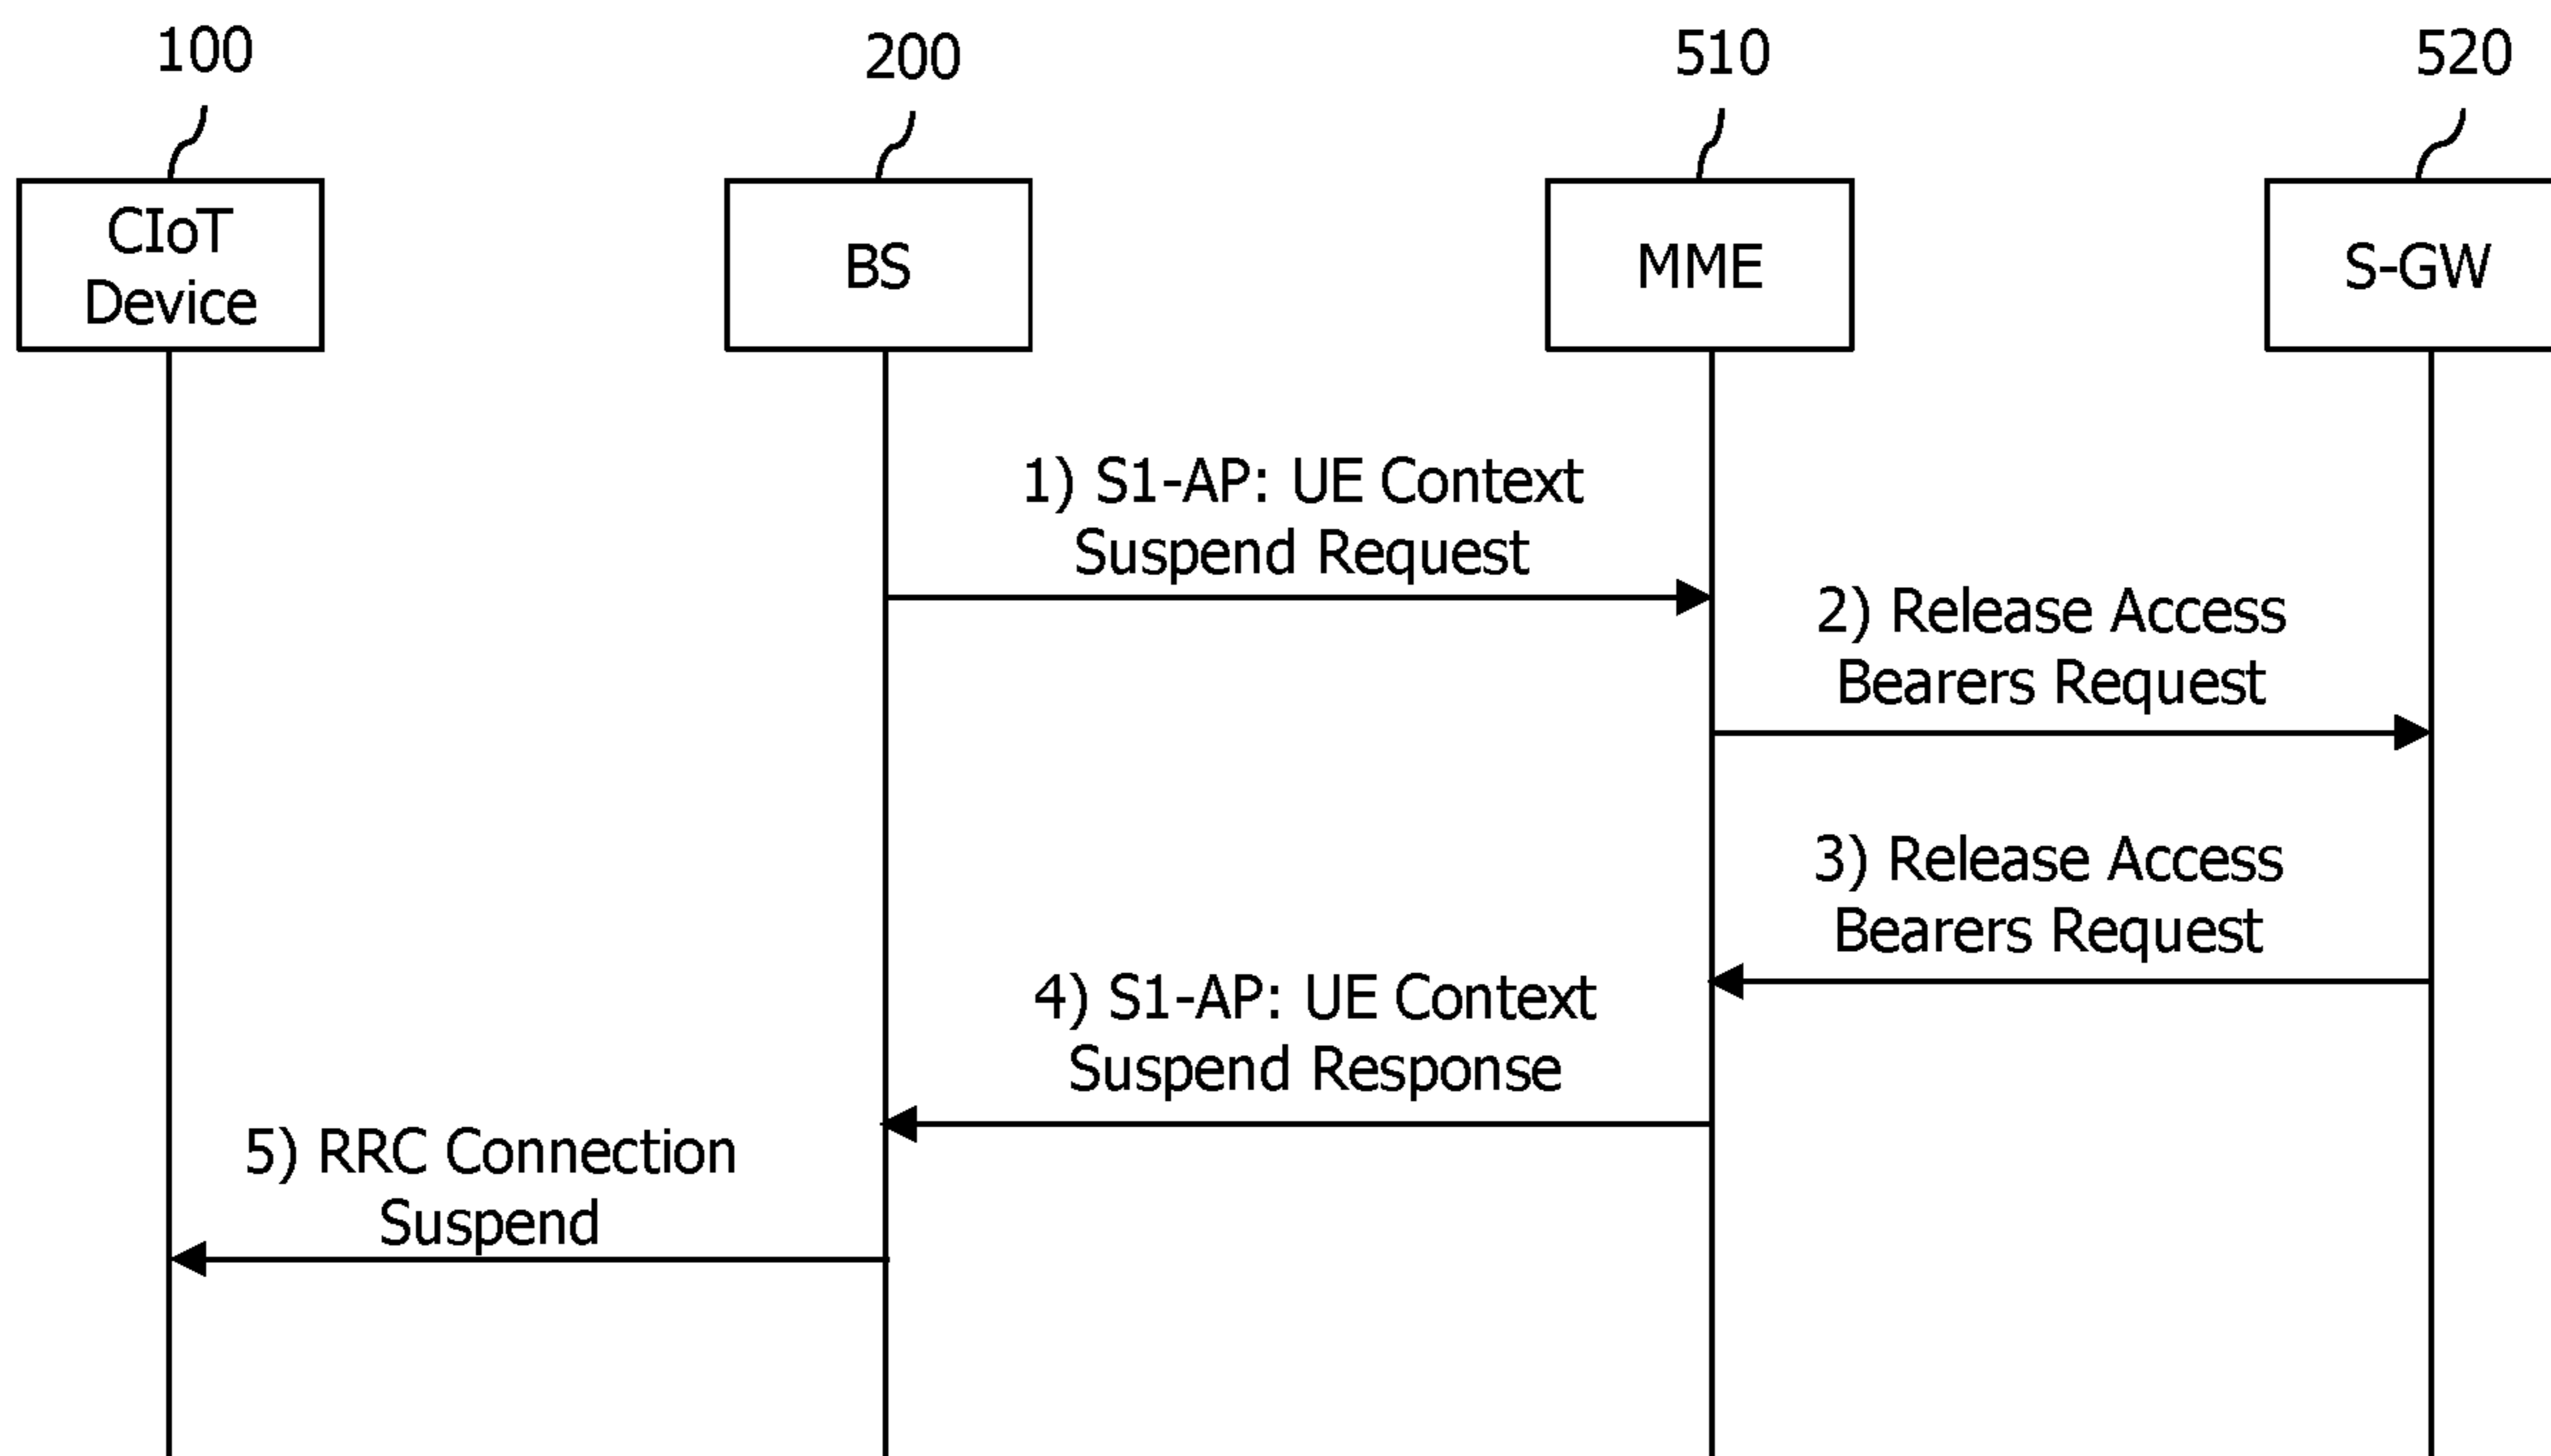 100
200
510
520
CIoT
Device
BS
MME
S-GW
1) S1-AP: UE Context
Suspend Request
2) Release Access
Bearers Request
3) Release Access
Bearers Request
4) S1-AP: UE Context
Suspend Response
5) RRC Connection
Suspend